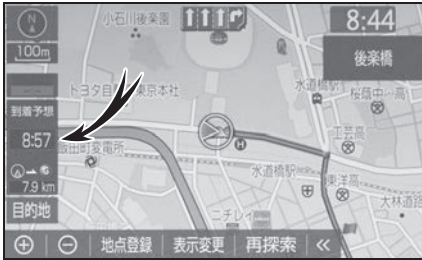 N
100m
小石川後楽園
8:44
後楽橋
水道橋駅
桜蔭中・高
トヨタ自
東京本社
到着予想
8:57
飯田町変電所
工芸高
水道橋駅
東洋高
7.9 km
目的地
ニチレイ
大林道路
地点登録
表示変更
再探索